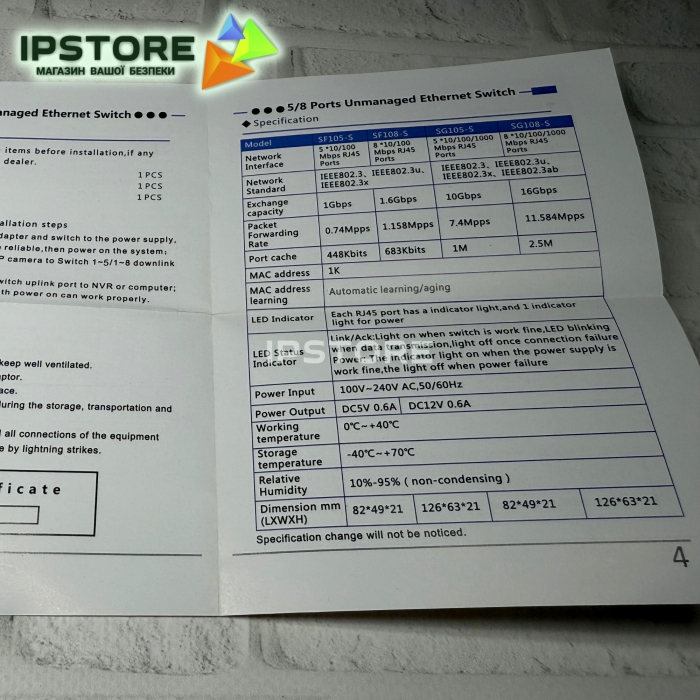 IPSTORE
МАГАЗИН ВАШОЇ БЕЗПЕКИ
Ethernet Switch
items before installation,if any
dealer.
1 PCS
1 PCS
1 PCS
steps
and switch to the power supply.
reliable,then power on the system:
camera to Switch 1~5/1~8 downlink
uplink port to NVR or computer;
power on can work properly.
keep well ventilated.
during the storage, transportation and
all connections of the equipment
by lightning strikes.
5/8 Ports Unmanaged Ethernet Switch
Specification
Model SF105-S SF108-S SG105-S SG108-S
Network Interface 5 *10/100 Mbps RJ45 Ports 8 *10/100 Mbps RJ45 Ports 5 *10/100/1000 Mbps RJ45 Ports 8 *10/100/1000 Mbps RJ45 Ports
Network Standard IEEE802.3、IEEE802.3u、IEEE802.3x IEEE802.3、IEEE802.3u、IEEE802.3x、IEEE802.3ab
Exchange capacity 1Gbps 1.6Gbps 10Gbps 16Gbps
Packet Forwarding Rate 0.74Mpps 1.158Mpps 7.4Mpps 11.584Mpps
Port cache 448Kbits 683Kbits 1M 2.5M
MAC address 1K
MAC address learning Automatic learning/aging
LED Indicator Each RJ45 port has a indicator light,and 1 indicator light for power
LED Status Indicator Link/Ack:Light on when switch is work fine,LED blinking when data transmission,light off once connection failure
Power:The indicator light on when the power supply is work fine,the light off when power failure
Power Input 100V~240V AC,50/60Hz
Power Output DC5V 0.6A DC12V 0.6A
Working temperature 0℃~+40℃
Storage temperature -40℃~+70℃
Relative Humidity 10%-95% ( non-condensing )
Dimension mm (LXWXH) 82*49*21 126*63*21 82*49*21 126*63*21
Specification change will not be noticed.
4
IPSTORE